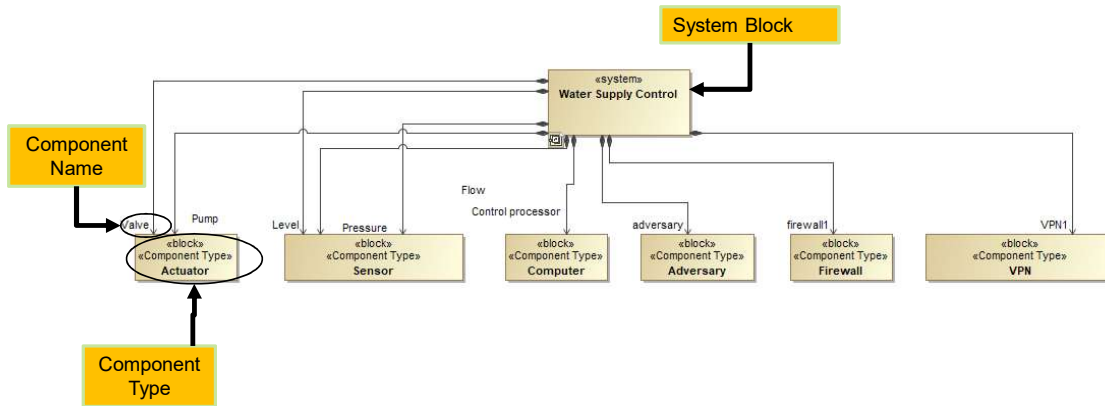 System Block
«system»
Water Supply Control
Component
Name
Flow
Control processor
Valve
Pump
Level
Pressure
adversary
firewall1
VPN1
«block»
«Component Type»
Actuator
«block»
«Component Type»
Sensor
«block»
«Component Type»
Computer
«block»
«Component Type»
Adversary
«block»
«Component Type»
Firewall
«block»
«Component Type»
VPN
Component
Type